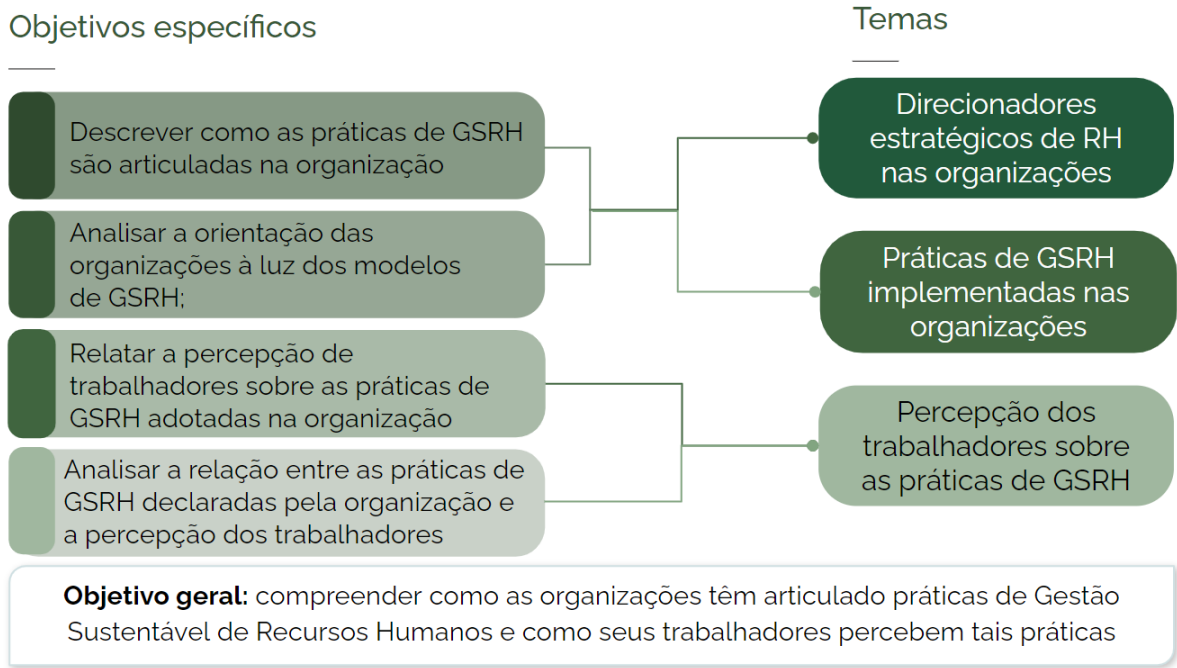 Objetivos específicos
Descrever como as práticas de GSRH
são articuladas na organização
Analisar a orientação das
organizações à luz dos modelos
de GSRH;
Relatar a percepção de
trabalhadores sobre as práticas de
GSRH adotadas na organização
Analisar a relação entre as práticas de
GSRH declaradas pela organização e
a percepção dos trabalhadores
Temas
Direcionadores
estratégicos de RH
nas organizações
Práticas de GSRH
implementadas nas
organizações
Percepção dos
trabalhadores sobre
as práticas de GSRH
Objetivo geral: compreender como as organizações têm articulado práticas de Gestão
Sustentável de Recursos Humanos e como seus trabalhadores percebem tais práticas